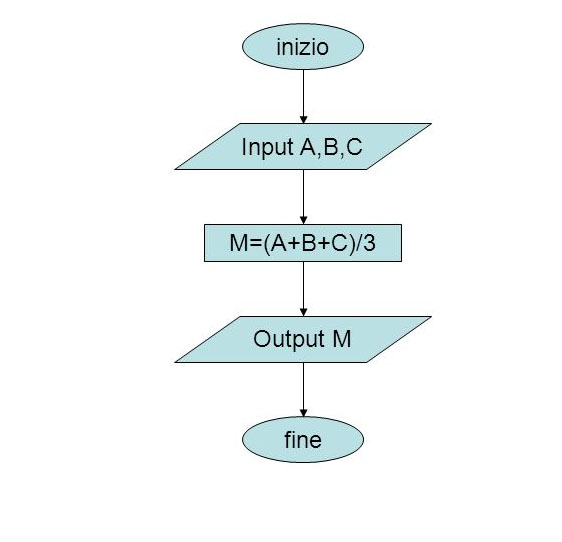 inizio
Input A,B,C
M=(A+B+C)/3
Output M
fine